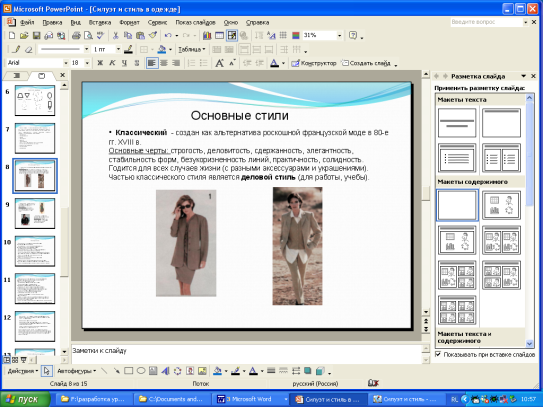 Microsoft PowerPoint - [Силуэт и стиль в одежде]
Файл Правка Вид Вставка Формат Сервис Показ слайдов Окно Справка Введите вопрос
31%
1 пт Таблица
Arial 18 Ж К Ч S Конструктор Создать слайд
Разметка слайда
Применить разметку слайда:
Макеты текста
Макеты содержимого
Макеты текста и содержимого
Показывать при вставке слайдов
6
7
8
9
10
11
12
13
Основные стили
• Классический - создан как альтернатива роскошной французской моде в 80-е
гг. XVIII в.
Основные черты: строгость, деловитость, сдержанность, элегантность,
стабильность форм, безукоризненность линий, практичность, солидность.
Годится для всех случаев жизни (с разными аксессуарами и украшениями).
Частью классического стиля является деловой стиль (для работы, учебы).
1
Заметки к слайду
Действия Автофигуры
Слайд 8 из 15 Поток русский (Россия)
пуск F:\разработка ур... C:\Documents and... 3 Microsoft Word Силуэт и стиль в ... Силуэт и стиль - ... RL 10:57